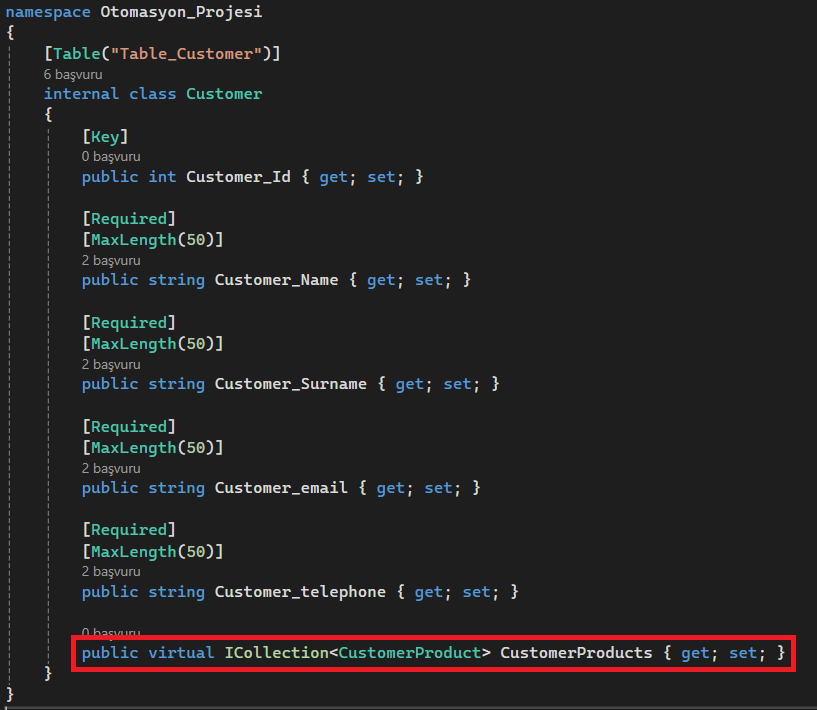 namespace Otomasyon_Projesi
{
[Table("Table_Customer")]
6 başvuru
internal class Customer
{
[Key]
0 başvuru
public int Customer_Id { get; set; }
[Required]
[MaxLength(50)]
2 başvuru
public string Customer_Name { get; set; }
[Required]
[MaxLength(50)]
2 başvuru
public string Customer_Surname { get; set; }
[Required]
[MaxLength(50)]
2 başvuru
public string Customer_email { get; set; }
[Required]
[MaxLength(50)]
2 başvuru
public string Customer_telephone { get; set; }
0 başvuru
public virtual ICollection<CustomerProduct> CustomerProducts { get; set; }
}
}